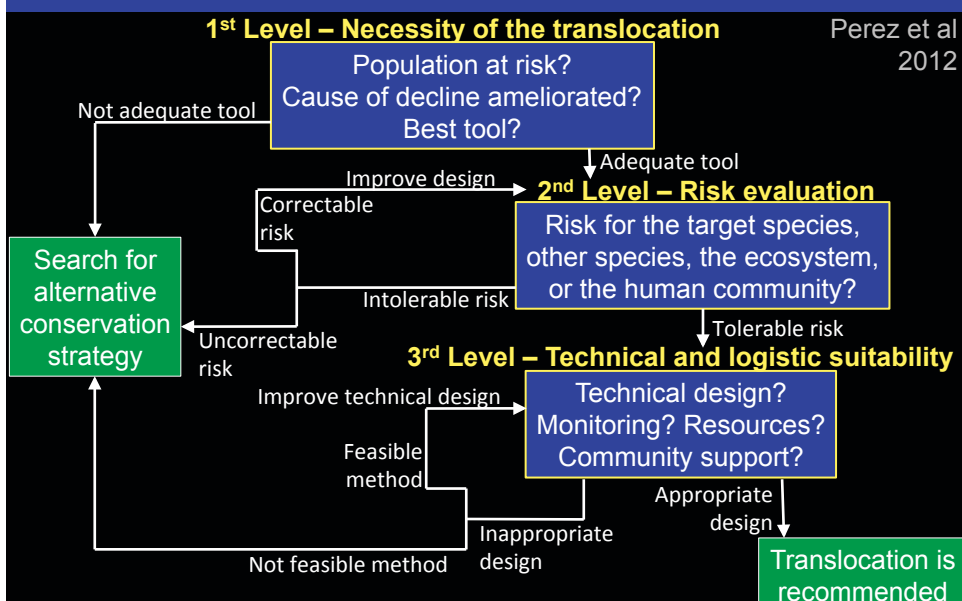 1st Level – Necessity of the translocation
Perez et al
2012
Population at risk?
Cause of decline ameliorated?
Best tool?
Not adequate tool
Adequate tool
Improve design
2nd Level – Risk evaluation
Correctable
risk
Risk for the target species,
other species, the ecosystem,
or the human community?
Search for
alternative
conservation
strategy
Intolerable risk
Uncorrectable
risk
Tolerable risk
3rd Level – Technical and logistic suitability
Improve technical design
Technical design?
Monitoring? Resources?
Community support?
Feasible
method
Appropriate
design
Inappropriate
design
Not feasible method
Translocation is
recommended